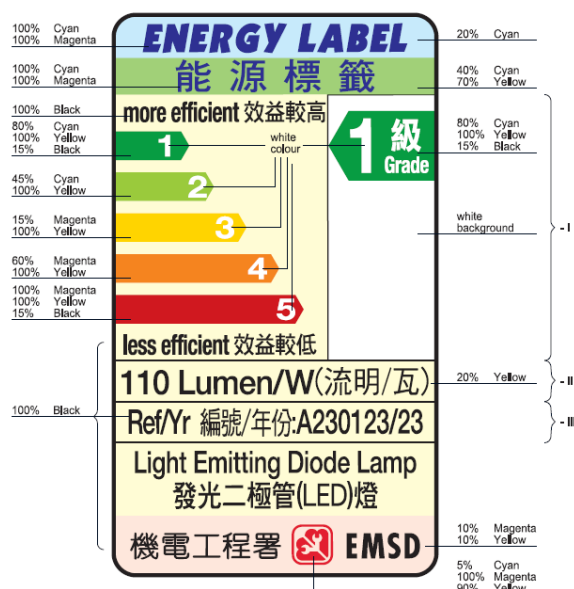 100% Cyan
100% Magenta
ENERGY LABEL
20% Cyan
100% Cyan
100% Magenta
能源標籤
40% Cyan
70% Yellow
100% Black
more efficient 效益較高
80% Cyan
100% Yellow
15% Black
1
white
colour
1級
Grade
80% Cyan
100% Yellow
15% Black
45% Cyan
100% Yellow
2
15% Magenta
100% Yellow
3
white
background
- I
60% Magenta
100% Yellow
4
100% Magenta
100% Yellow
15% Black
5
less efficient 效益較低
110 Lumen/W(流明/瓦)
20% Yellow
- II
100% Black
Ref/Yr 編號/年份:A230123/23
- III
Light Emitting Diode Lamp
發光二極管(LED)燈
機電工程署 EMSD
10% Magenta
10% Yellow
5% Cyan
100% Magenta
90% Yellow